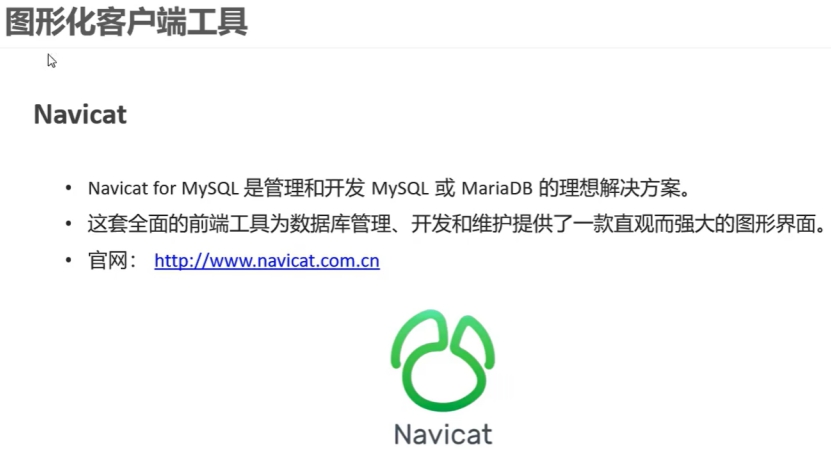 图形化客户端工具
Navicat
• Navicat for MySQL 是管理和开发 MySQL 或 MariaDB 的理想解决方案。
• 这套全面的前端工具为数据库管理、开发和维护提供了一款直观而强大的图形界面。
• 官网： http://www.navicat.com.cn
Navicat